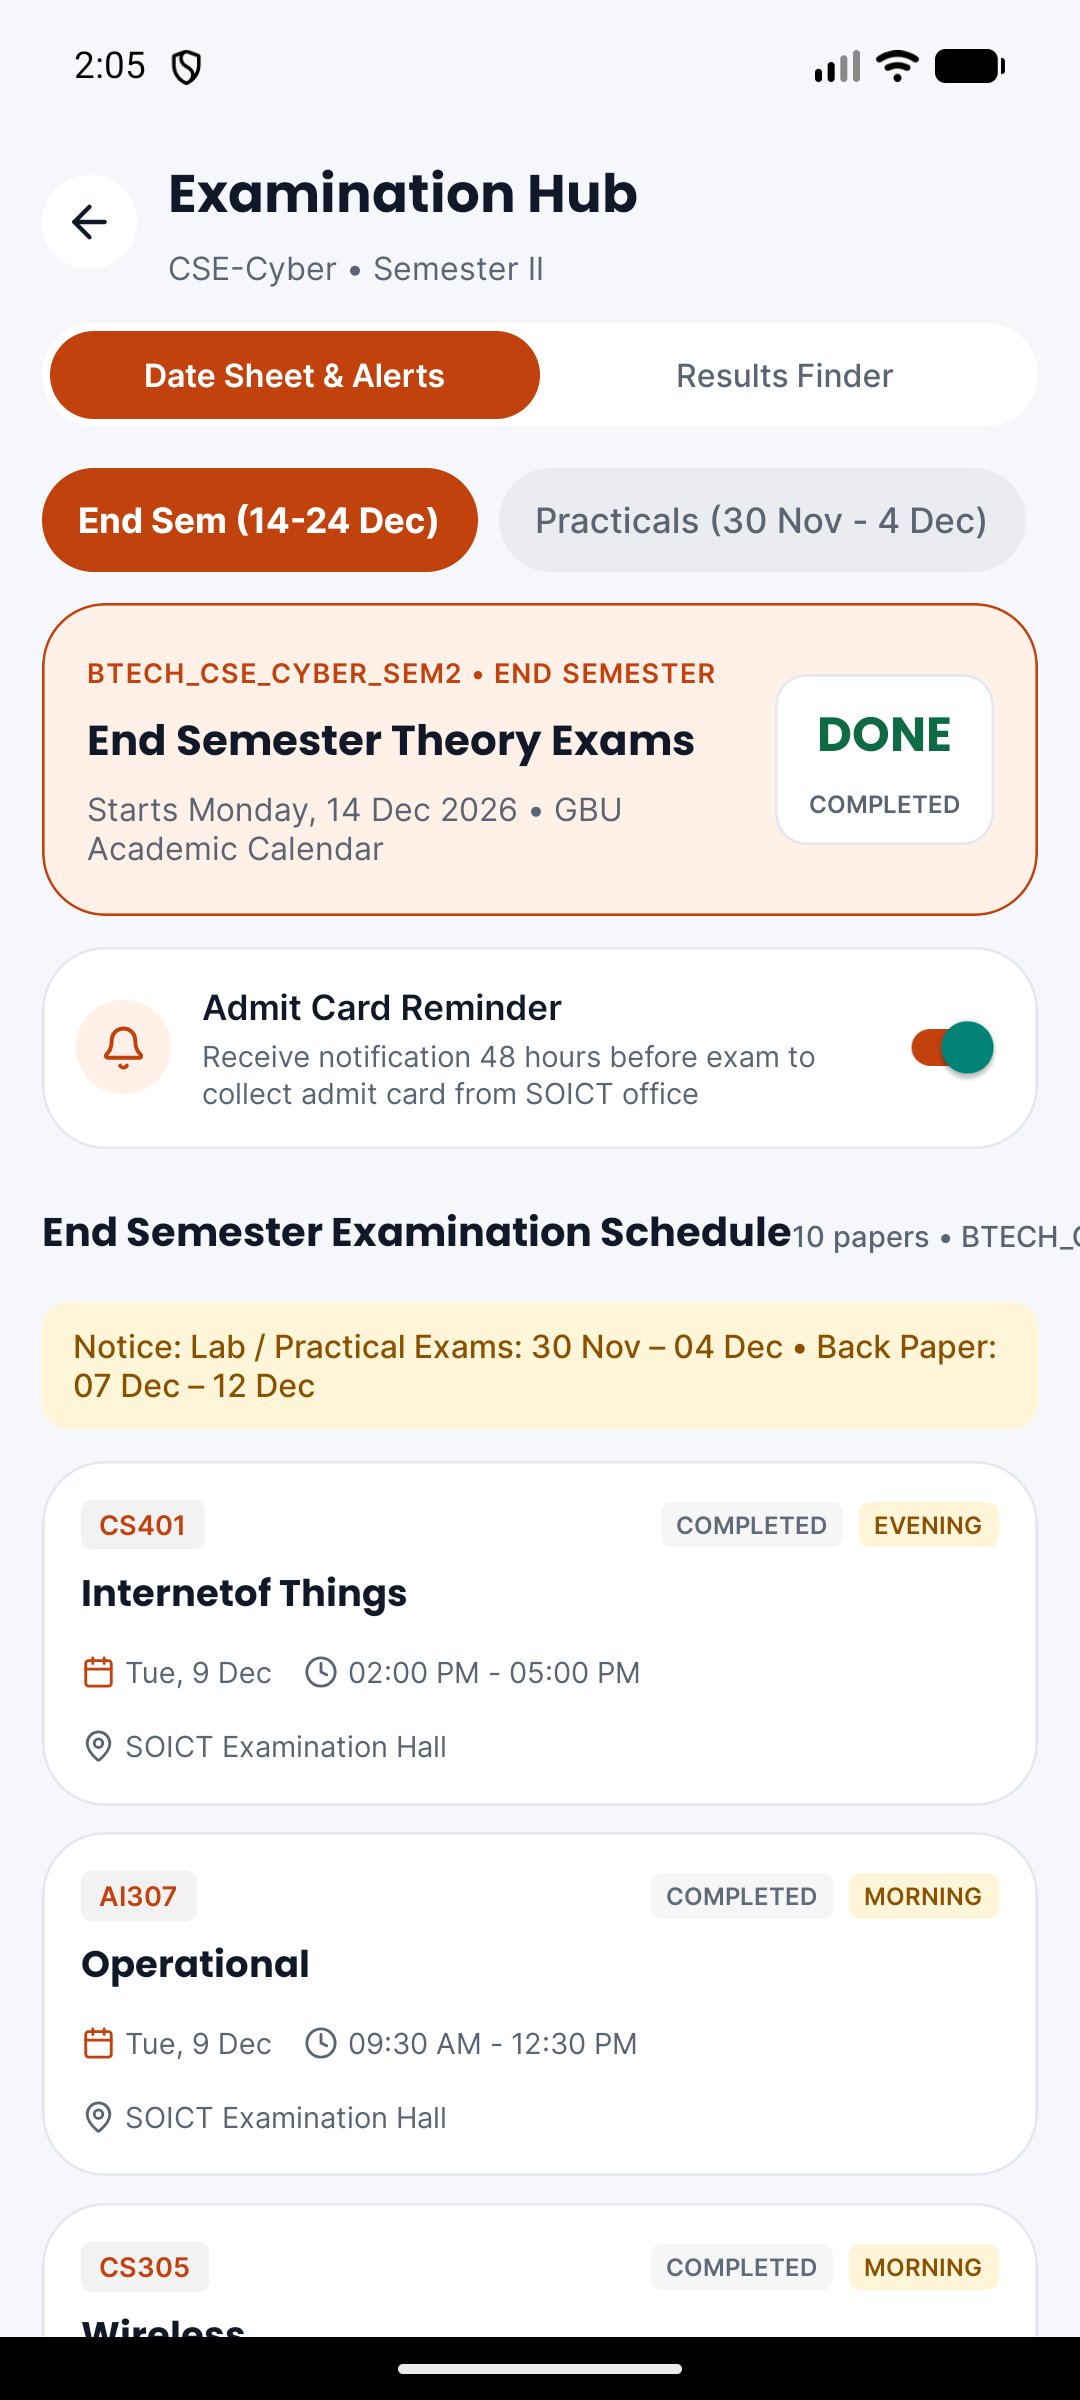 2:05
Examination Hub
CSE-Cyber • Semester II
Date Sheet & Alerts
Results Finder
End Sem (14-24 Dec)
Practicals (30 Nov - 4 Dec)
BTECH_CSE_CYBER_SEM2 • END SEMESTER
End Semester Theory Exams
Starts Monday, 14 Dec 2026 • GBU
Academic Calendar
DONE
COMPLETED
Admit Card Reminder
Receive notification 48 hours before exam to
collect admit card from SOICT office
End Semester Examination Schedule
10 papers • BTECH_
Notice: Lab / Practical Exams: 30 Nov – 04 Dec • Back Paper:
07 Dec – 12 Dec
CS401
COMPLETED
EVENING
Internetof Things
Tue, 9 Dec
02:00 PM - 05:00 PM
SOICT Examination Hall
AI307
COMPLETED
MORNING
Operational
Tue, 9 Dec
09:30 AM - 12:30 PM
SOICT Examination Hall
CS305
COMPLETED
MORNING
Wireless